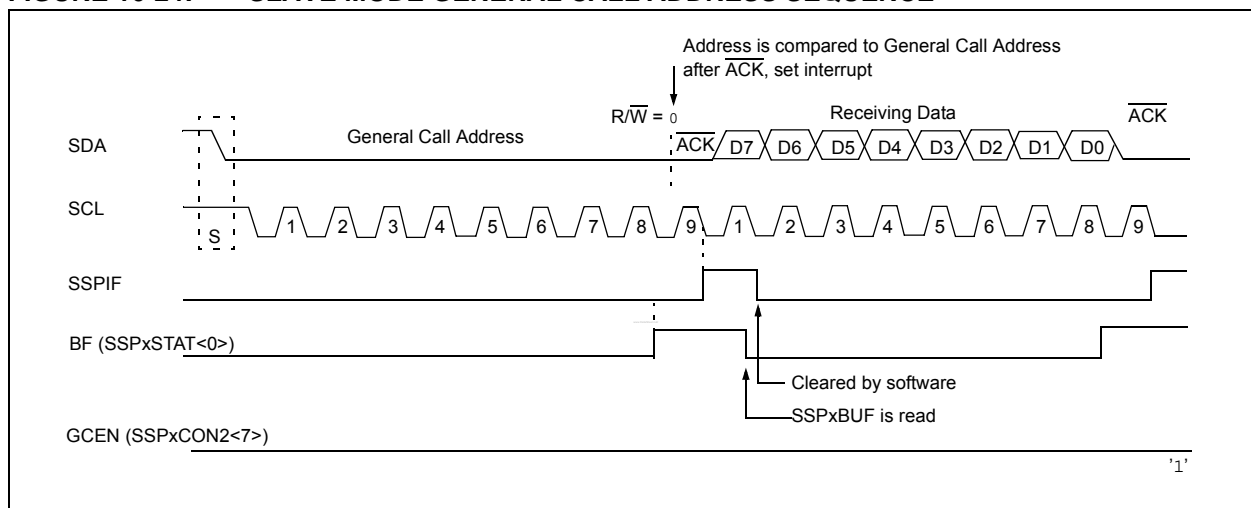 Address is compared to General Call Address
after ACK, set interrupt
R/W = 0
Receiving Data
ACK
SDA
General Call Address
ACK
D7 D6 D5 D4 D3 D2 D1 D0
SCL
S
1 2 3 4 5 6 7 8 9 1 2 3 4 5 6 7 8 9
SSPIF
BF (SSPxSTAT<0>)
Cleared by software
SSPxBUF is read
GCEN (SSPxCON2<7>)
'1'